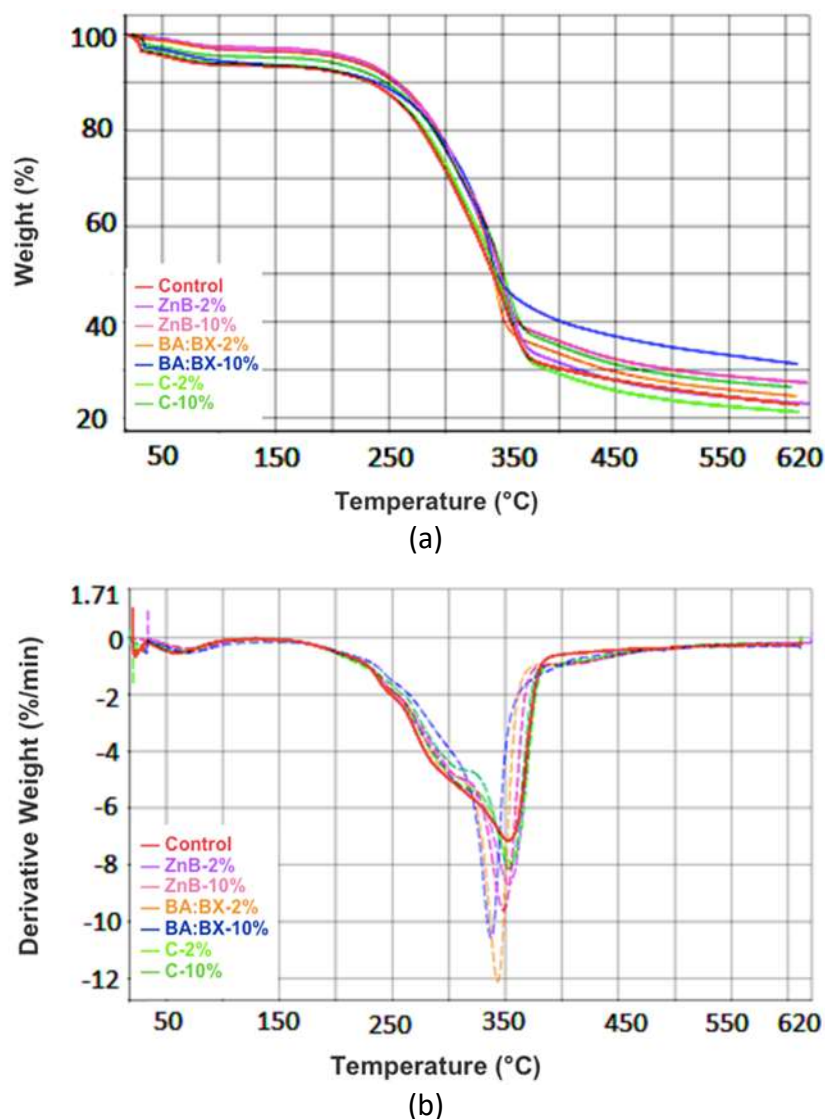 100
80
60
40
20
Weight (%)
Control
ZnB-2%
ZnB-10%
BA:BX-2%
BA:BX-10%
C-2%
C-10%
50 150 250 350 450 550 620
Temperature (°C)
(a)
1.71
0
-2
-4
-6
-8
-10
-12
Derivative Weight (%/min)
Control
ZnB-2%
ZnB-10%
BA:BX-2%
BA:BX-10%
C-2%
C-10%
50 150 250 350 450 550 620
Temperature (°C)
(b)